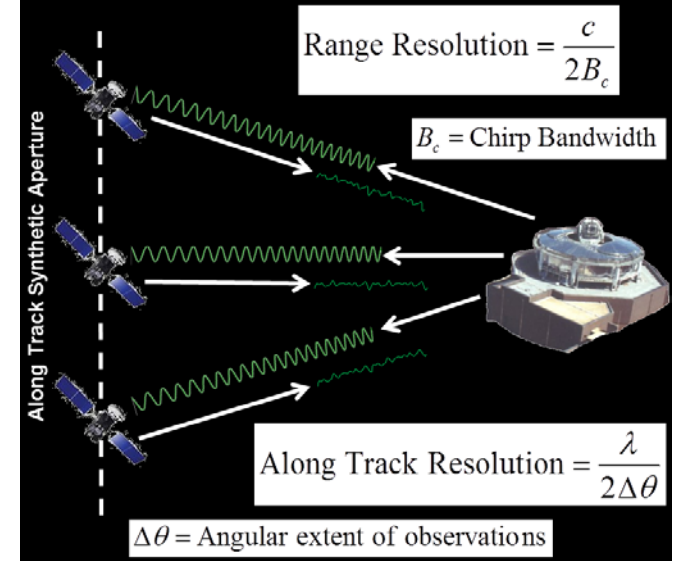 Range Resolution = c / 2B_c
B_c = Chirp Bandwidth
Along Track Synthetic Aperture
Along Track Resolution = λ / 2Δθ
Δθ = Angular extent of observations